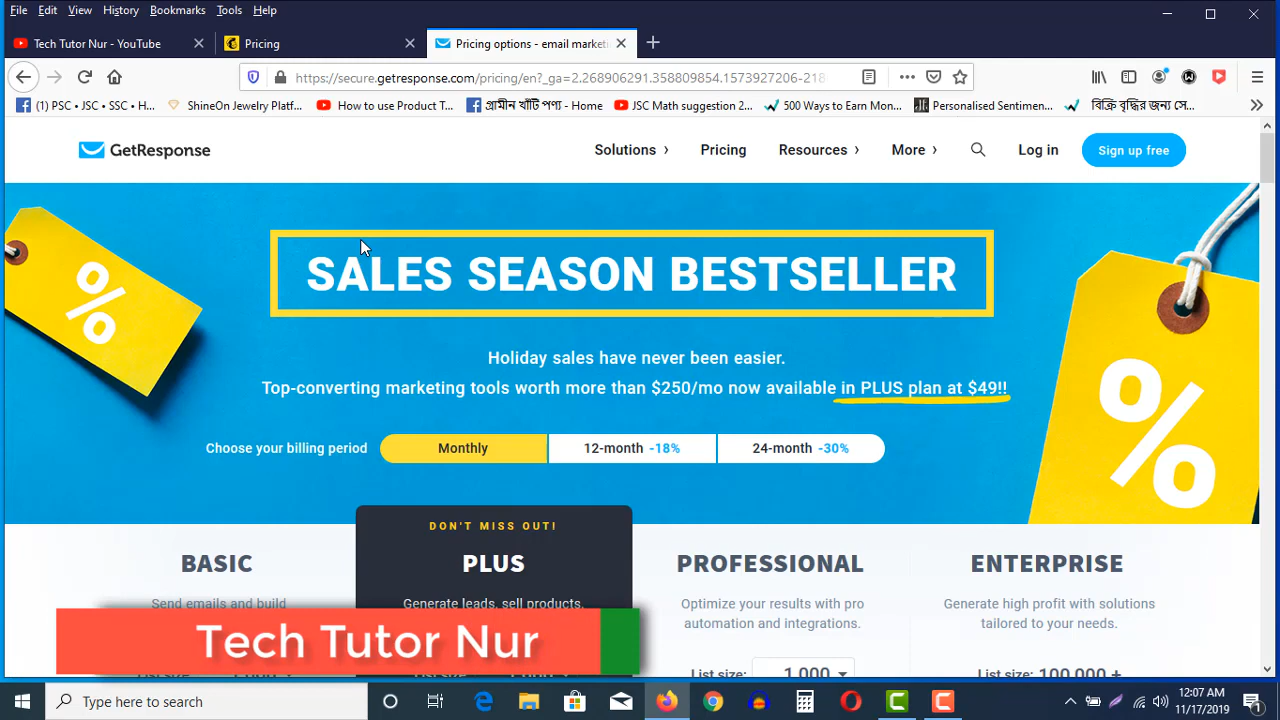 File Edit View History Bookmarks Tools Help
Tech Tutor Nur - YouTube
Pricing
Pricing options - email market
https://secure.getresponse.com/pricing/en?_ga=2.268906291.358809854.1573927206-218
(1) PSC • JSC • SSC • H...
ShineOn Jewelry Platf...
How to use Product T...
গ্রামীন খাঁটি পণ্য - Home
JSC Math suggestion 2...
500 Ways to Earn Mon...
Personalised Sentimen...
বিক্রি বৃদ্ধির জন্য সে...
GetResponse
Solutions
Pricing
Resources
More
Log in
Sign up free
%
%
SALES SEASON BESTSELLER
Holiday sales have never been easier.
Top-converting marketing tools worth more than $250/mo now available in PLUS plan at $49!!
Choose your billing period
Monthly
12-month -18%
24-month -30%
DON'T MISS OUT!
BASIC
PLUS
PROFESSIONAL
ENTERPRISE
Send emails and build
Generate leads, sell products,
Optimize your results with pro
automation and integrations.
Generate high profit with solutions
tailored to your needs.
List size: 1,000
List size: 100,000 +
Tech Tutor Nur
Type here to search
12:07 AM
11/17/2019
1